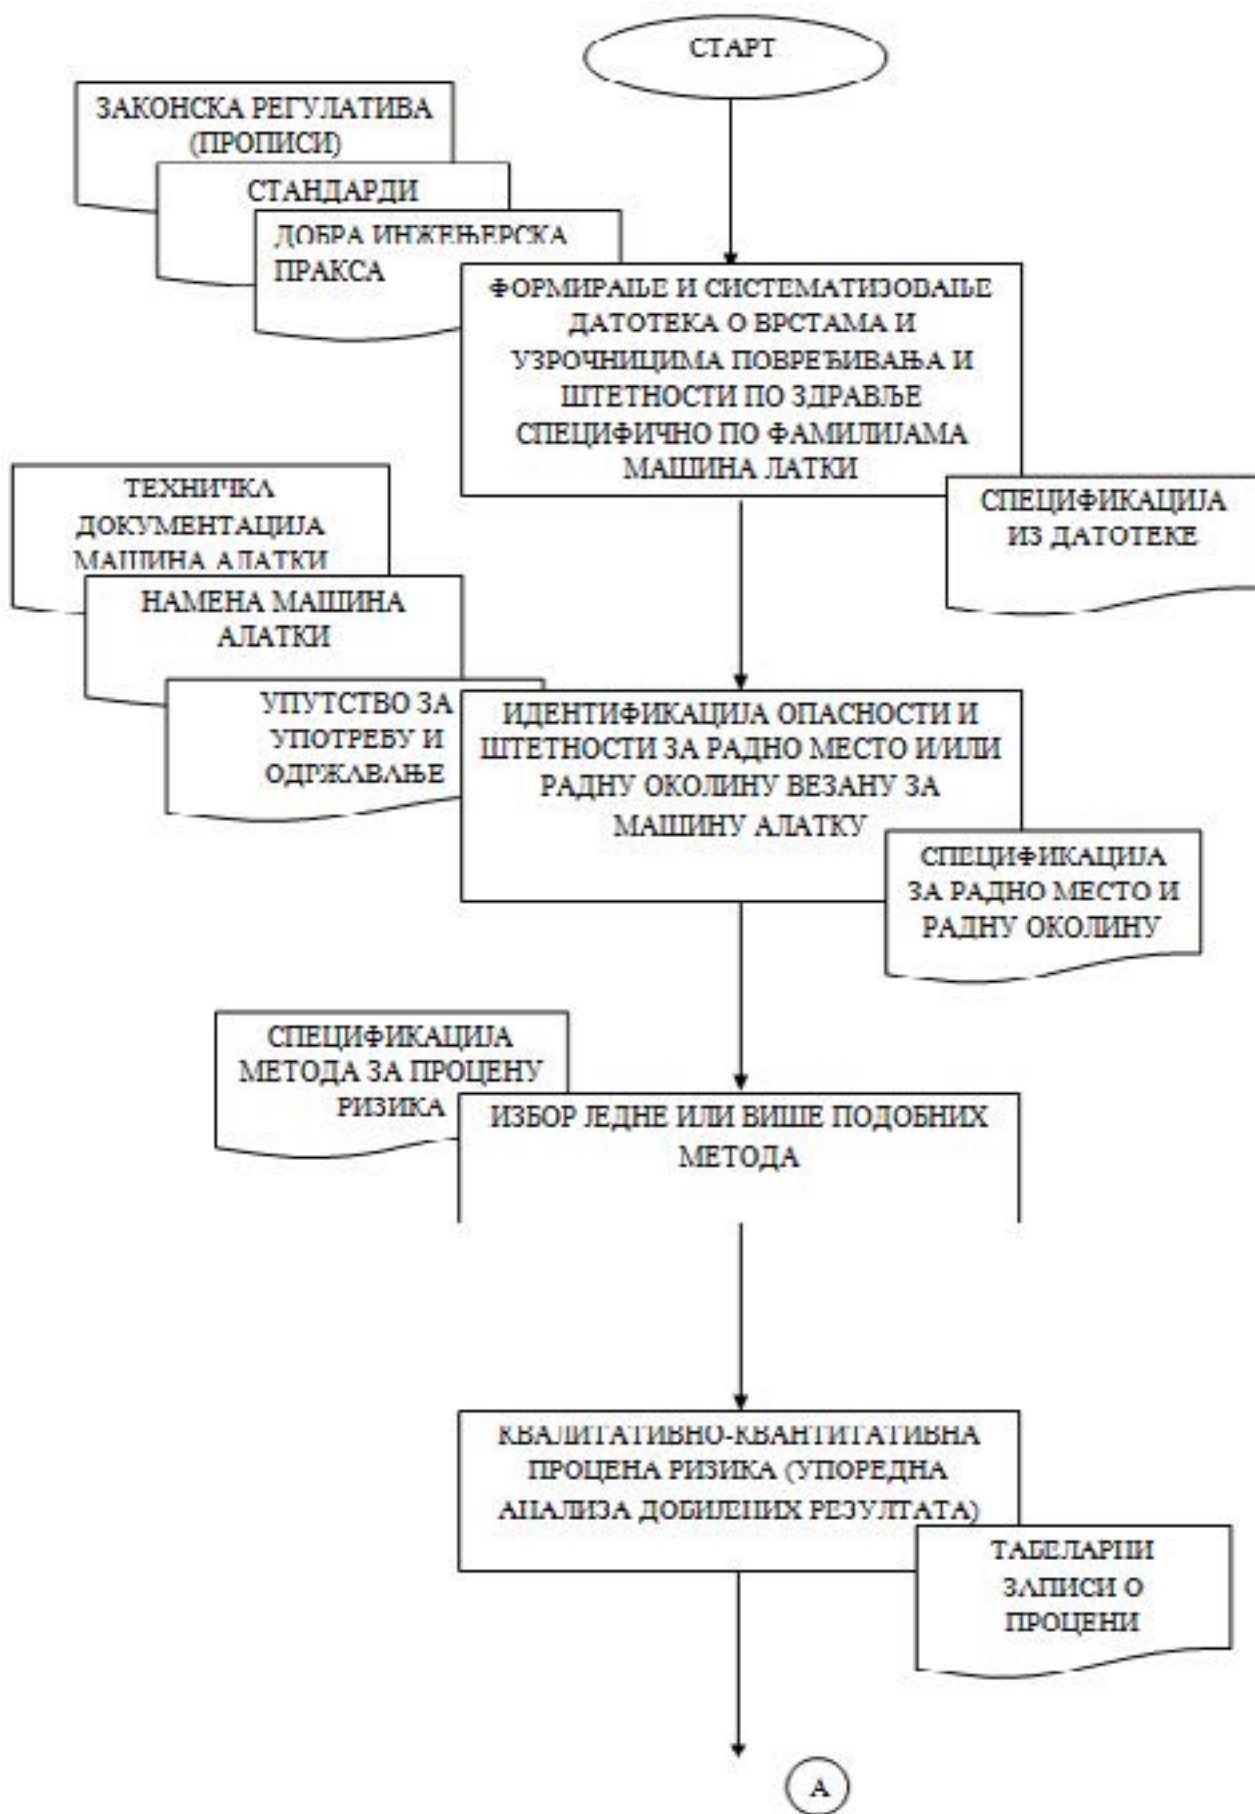 СТАРТ
ЗАКОНСКА РЕГУЛАТИВА
(ПРОПИСИ)
СТАНДАРДИ
ДОБРА ИНЖЕЊЕРСКА
ПРАКСА
ФОРМИРАЊЕ И СИСТЕМАТИЗОВАЊЕ
ДАТОТЕКА О ВРСТАМА И
УЗРОЧНИЦИМА ПОВРЕЂИВАЊА И
ШТЕТНОСТИ ПО ЗДРАВЉЕ
СПЕЦИФИЧНО ПО ФАМИЛИЈАМА
МАШИНА ЛАТКИ
СПЕЦИФИКАЦИЈА
ИЗ ДАТОТЕКЕ
ТЕХНИЧКА
ДОКУМЕНТАЦИЈА
МАШИНА АЛАТКИ
НАМЕНА МАШИНА
АЛАТКИ
УПУТСТВО ЗА
УПОТРЕБУ И
ОДРЖАВАЊЕ
ИДЕНТИФИКАЦИЈА ОПАСНОСТИ И
ШТЕТНОСТИ ЗА РАДНО МЕСТО И/ИЛИ
РАДНУ ОКОЛИНУ ВЕЗАНУ ЗА
МАШИНУ АЛАТКУ
СПЕЦИФИКАЦИЈА
ЗА РАДНО МЕСТО И
РАДНУ ОКОЛИНУ
СПЕЦИФИКАЦИЈА
МЕТОДА ЗА ПРОЦЕНУ
РИЗИКА
ИЗБОР ЈЕДНЕ ИЛИ ВИШЕ ПОДОБНИХ
МЕТОДА
КВАЛИТАТИВНО-КВАНТИТАТИВНА
ПРОЦЕНА РИЗИКА (УПОРЕДНА
АНАЛИЗА ДОБИЈЕНИХ РЕЗУЛТАТА)
ТАБЕЛАРНИ
ЗАПИСИ О
ПРОЦЕНИ
А